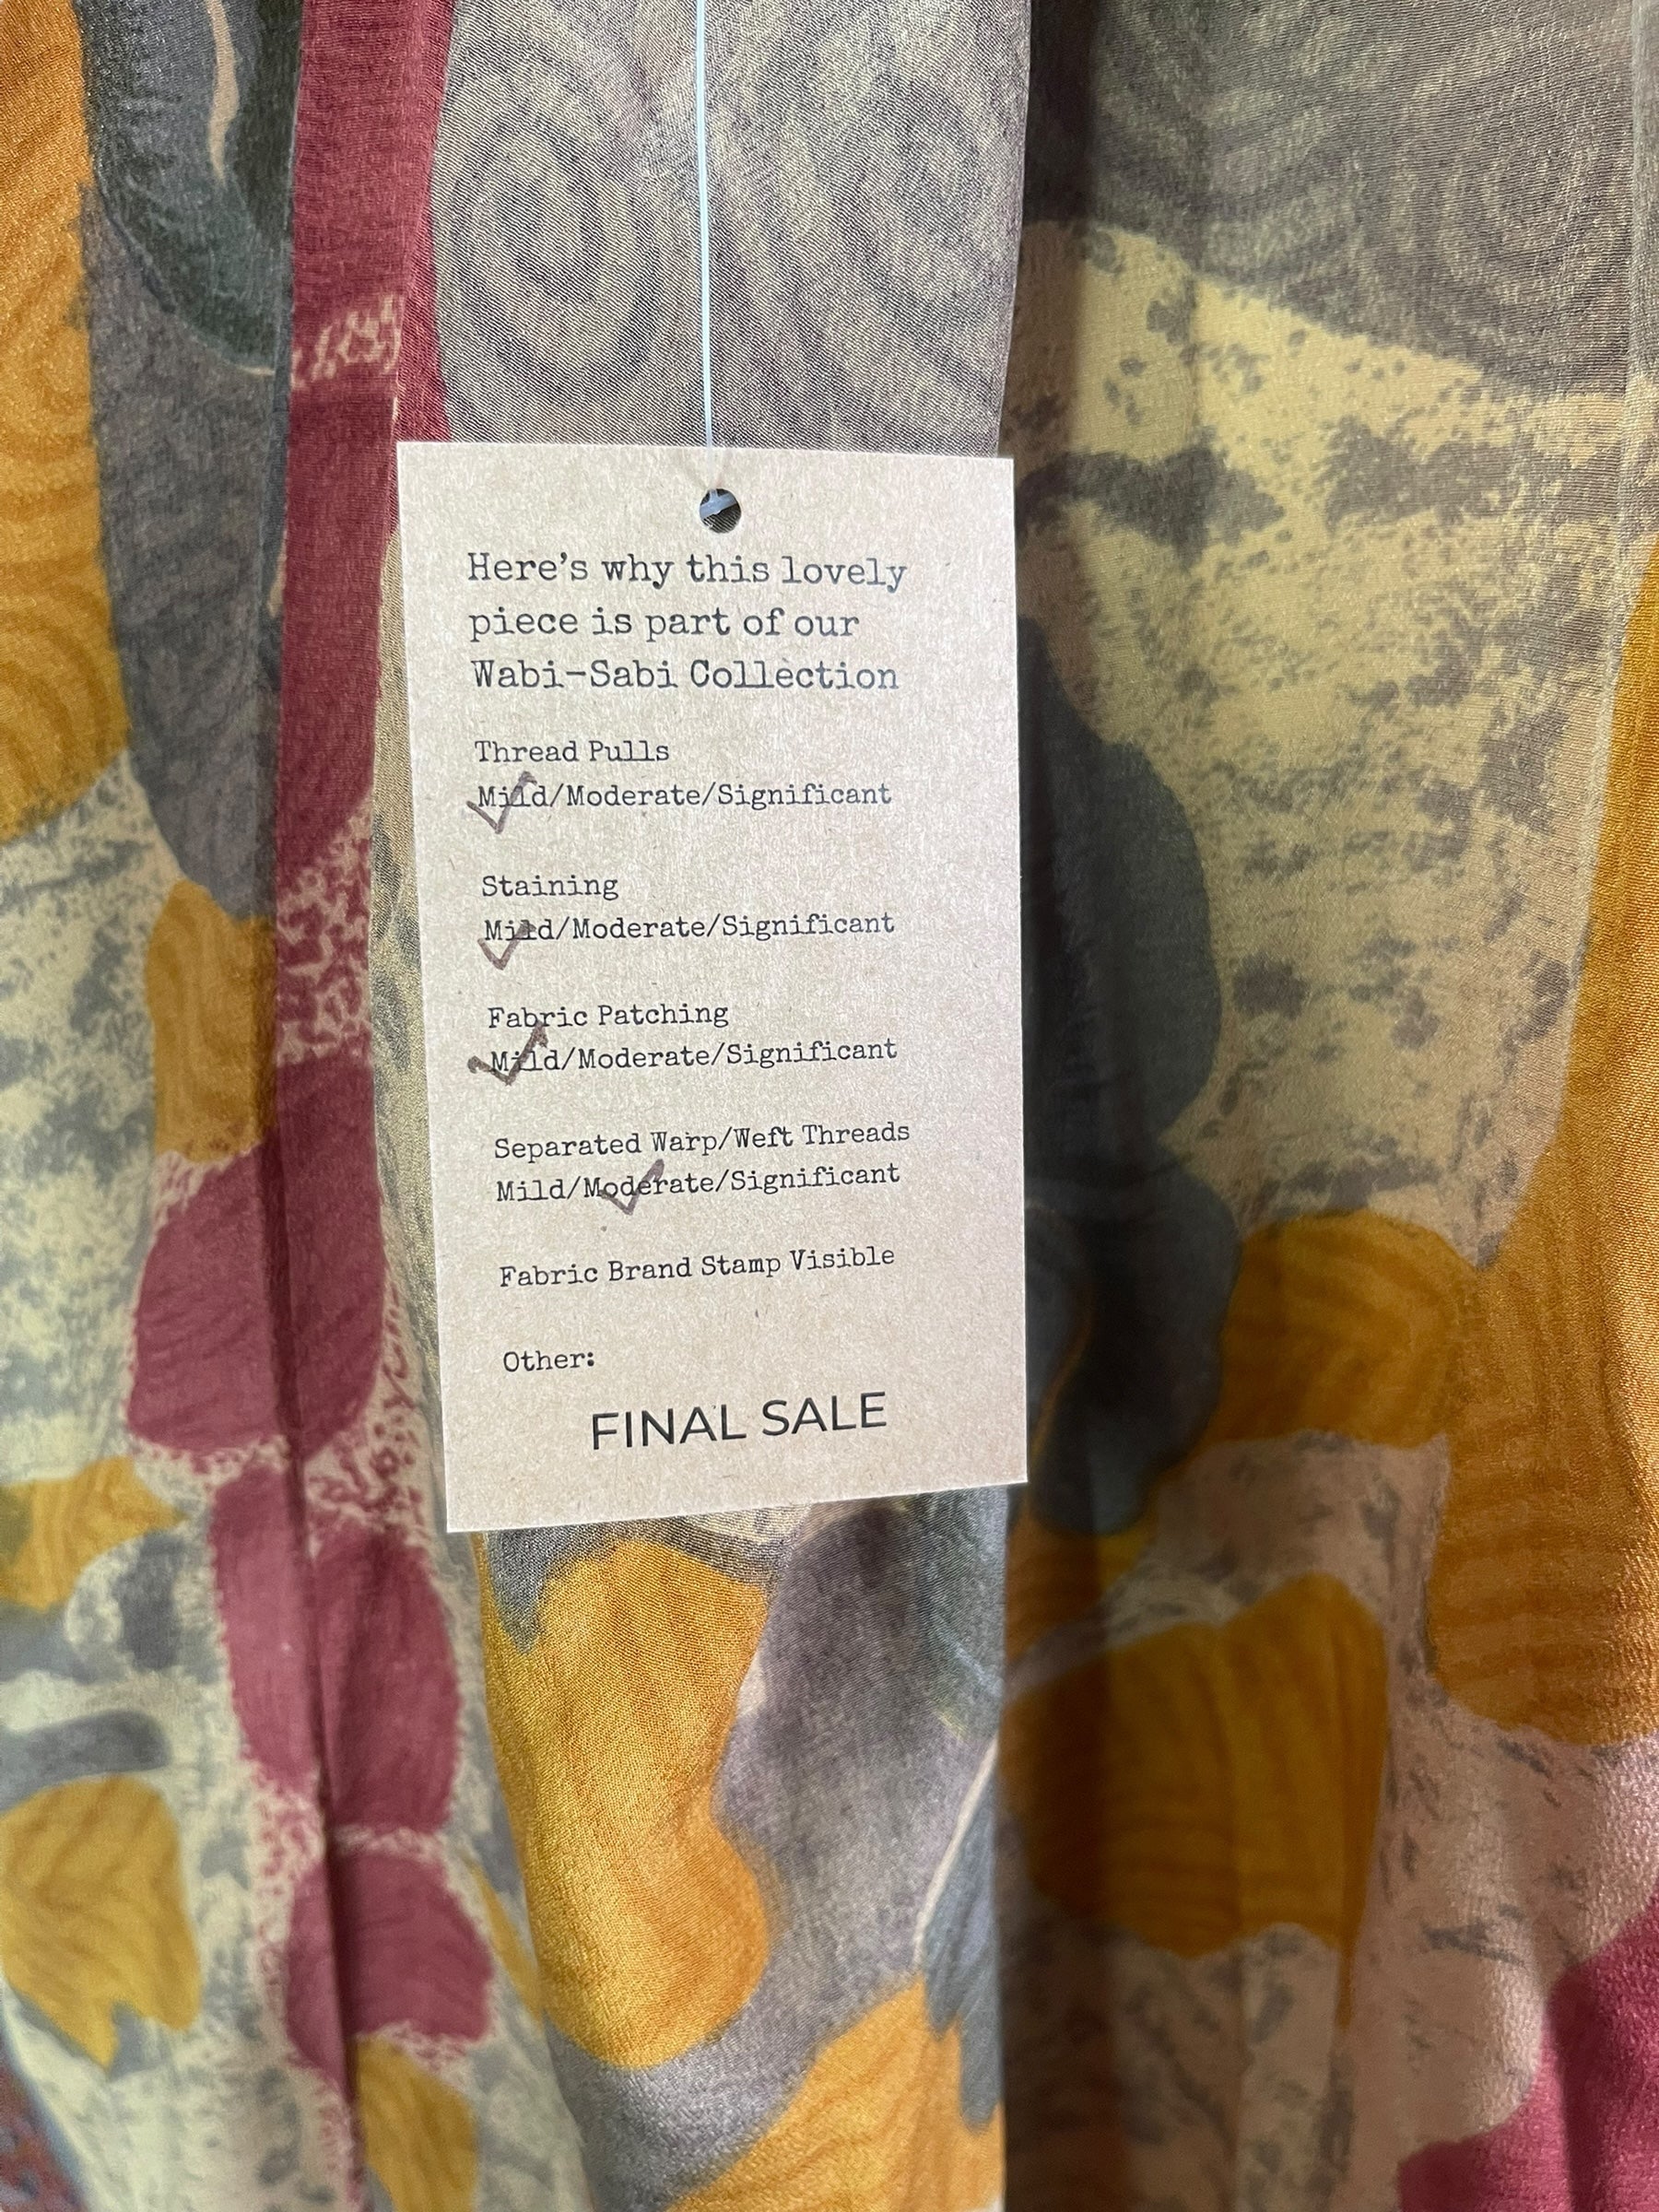 Here's why this lovely
piece is part of our
Wabi-Sabi Collection
Thread Pulls
Mild/Moderate/Significant
Staining
Mild/Moderate/Significant
Fabric Patching
Mild/Moderate/Significant
Separated Warp/Weft Threads
Mild/Moderate/Significant
Fabric Brand Stamp Visible
Other:
FINAL SALE